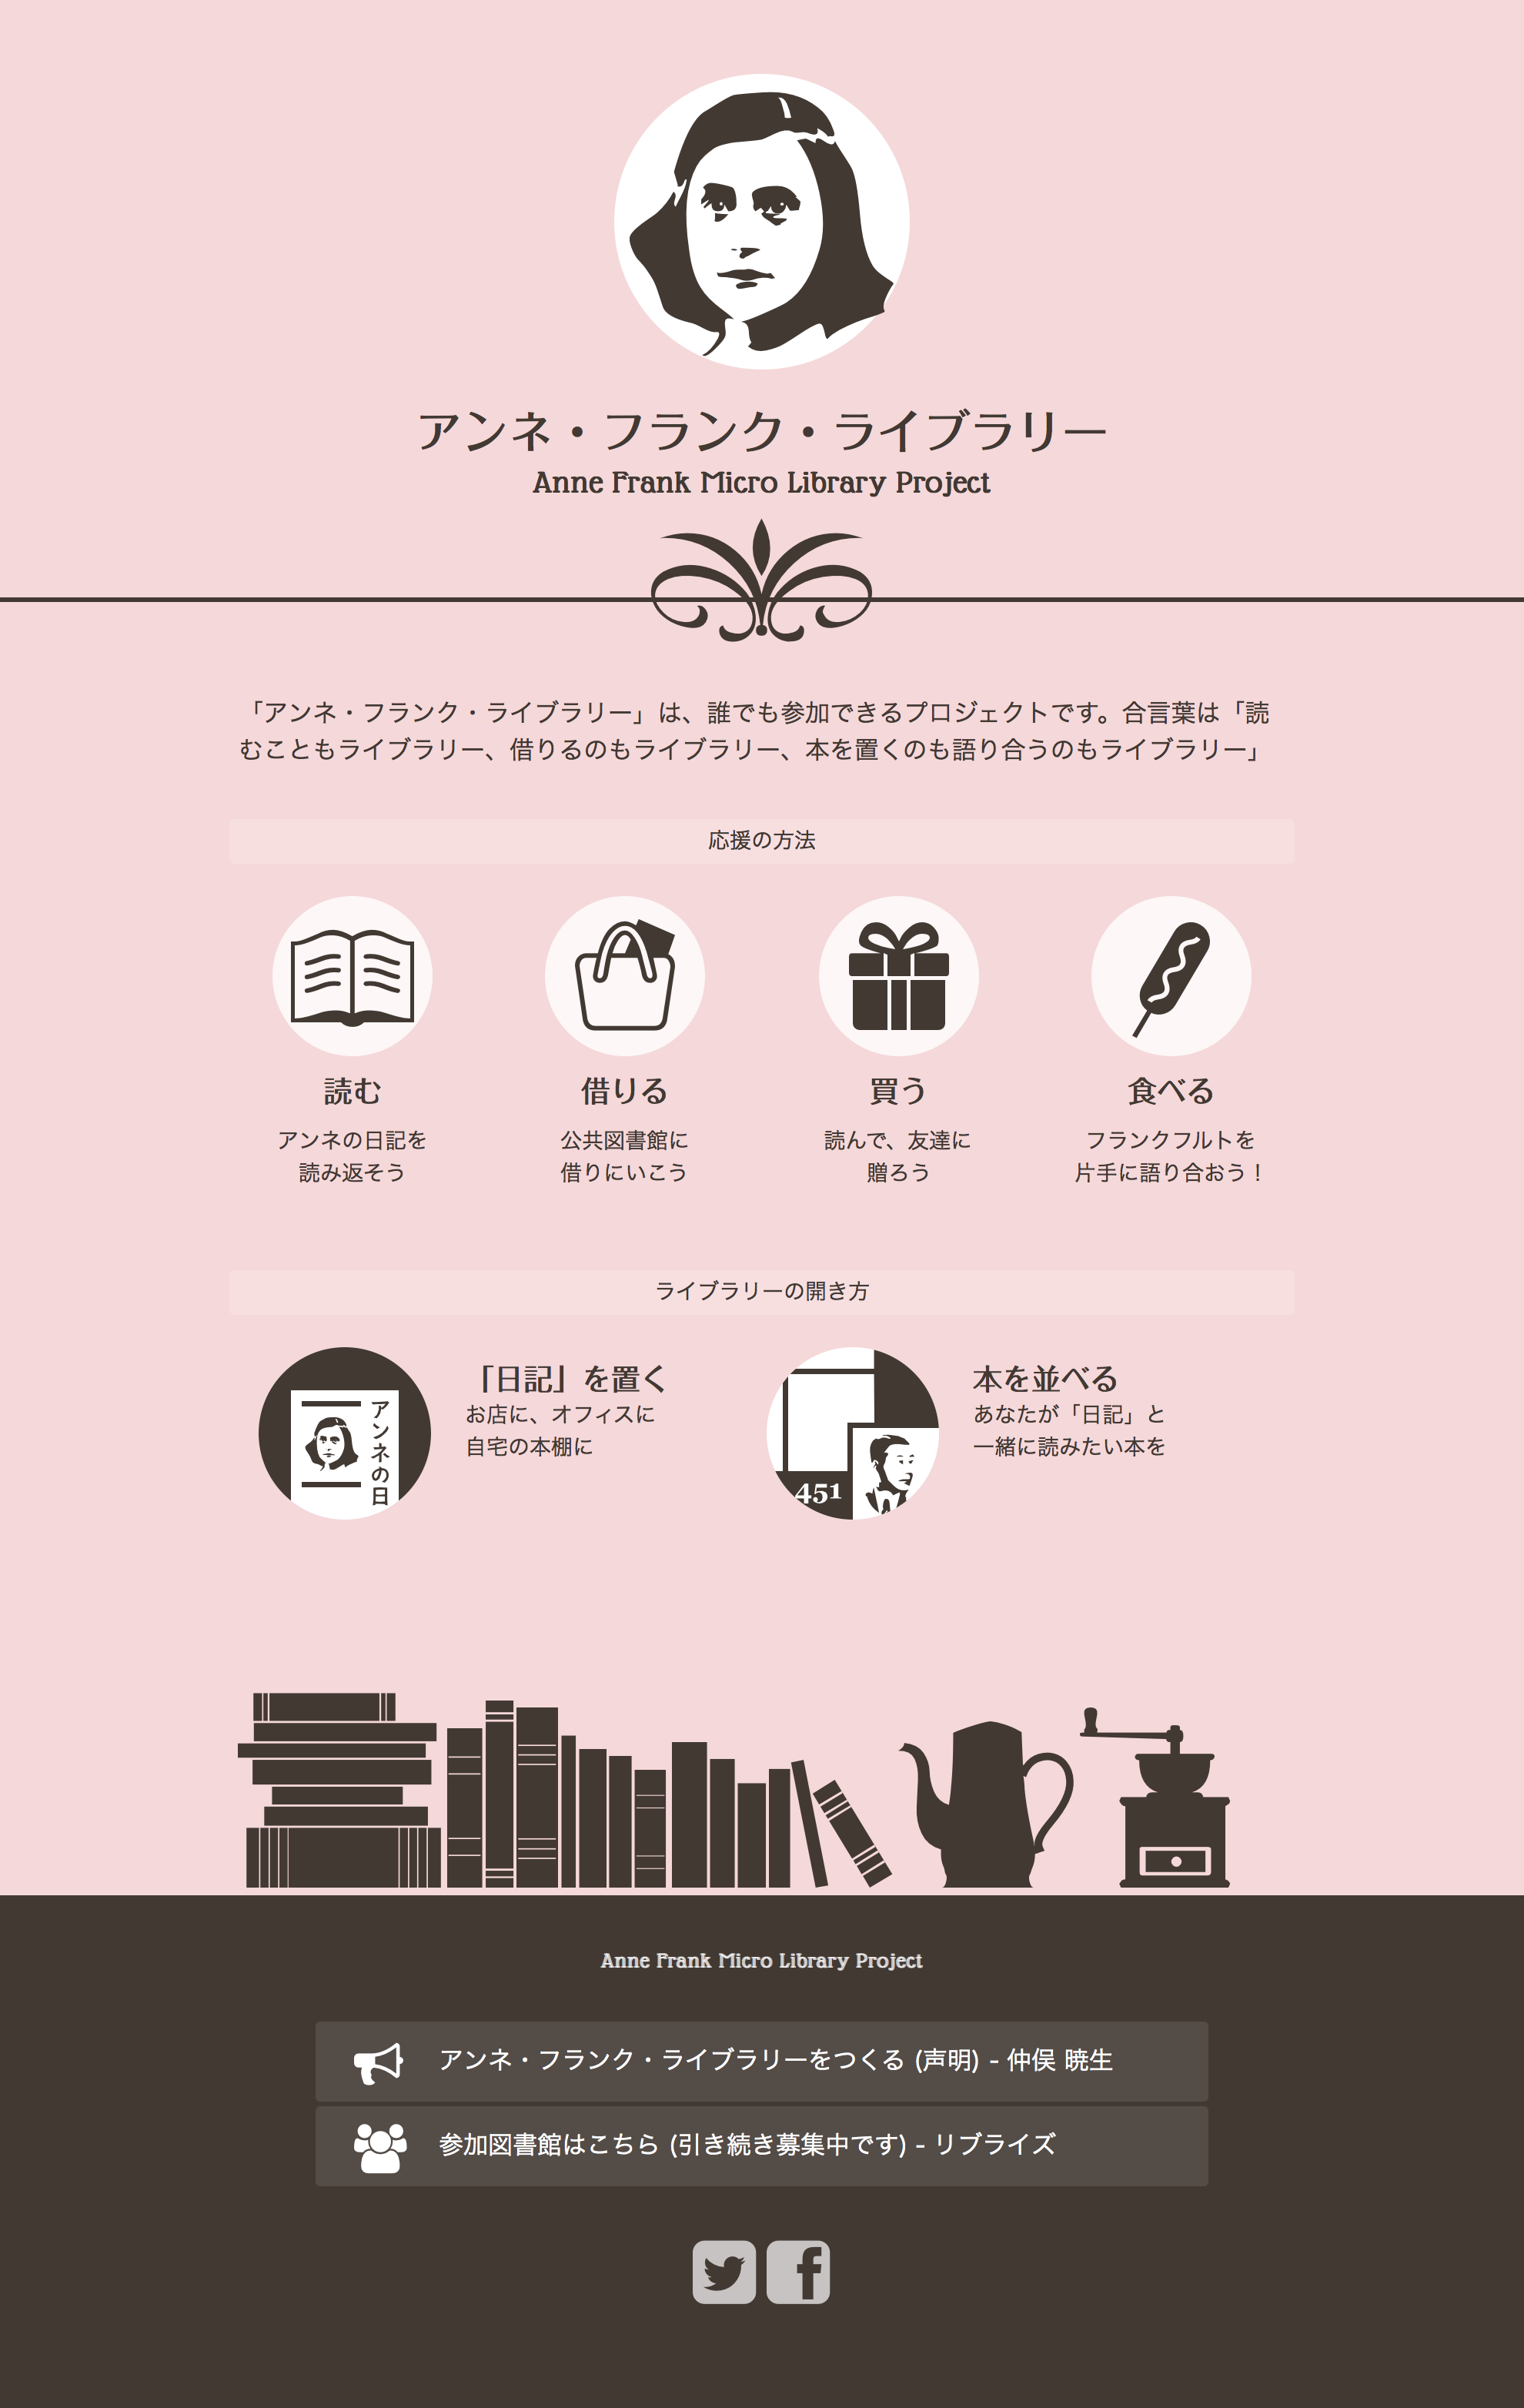 アンネ・フランク・ライブラリー
Anne Frank Micro Library Project
「アンネ・フランク・ライブラリー」は、誰でも参加できるプロジェクトです。合言葉は「読
むこともライブラリー、借りるのもライブラリー、本を置くのも語り合うのもライブラリー」
応援の方法
読む
アンネの日記を
読み返そう
借りる
公共図書館に
借りにいこう
買う
読んで、友達に
贈ろう
食べる
フランクフルトを
片手に語り合おう！
ライブラリーの開き方
アンネの日
「日記」を置く
お店に、オフィスに
自宅の本棚に
451
本を並べる
あなたが「日記」と
一緒に読みたい本を
Anne Frank Micro Library Project
アンネ・フランク・ライブラリーをつくる (声明) - 仲俣 暁生
参加図書館はこちら (引き続き募集中です) - リブライズ